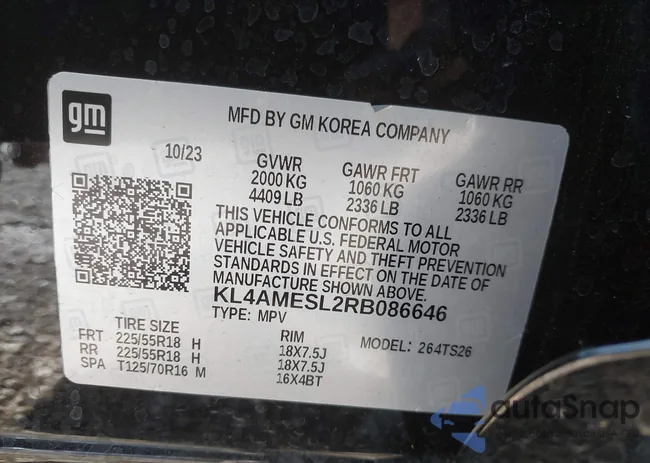 gm
MFD BY GM KOREA COMPANY
10/23
GVWR
2000 KG
4409 LB
GAWR FRT
1060 KG
2336 LB
GAWR RR
1060 KG
2336 LB
THIS VEHICLE CONFORMS TO ALL
APPLICABLE U.S. FEDERAL MOTOR
VEHICLE SAFETY AND THEFT PREVENTION
STANDARDS IN EFFECT ON THE DATE OF
MANUFACTURE SHOWN ABOVE.
KL4AMESL2RB086646
TYPE: MPV
MODEL: 264TS26
TIRE SIZE
FRT 225/55R18 H
RR 225/55R18 H
SPA T125/70R16 M
RIM
18X7.5J
18X7.5J
16X4BT
autoSnap